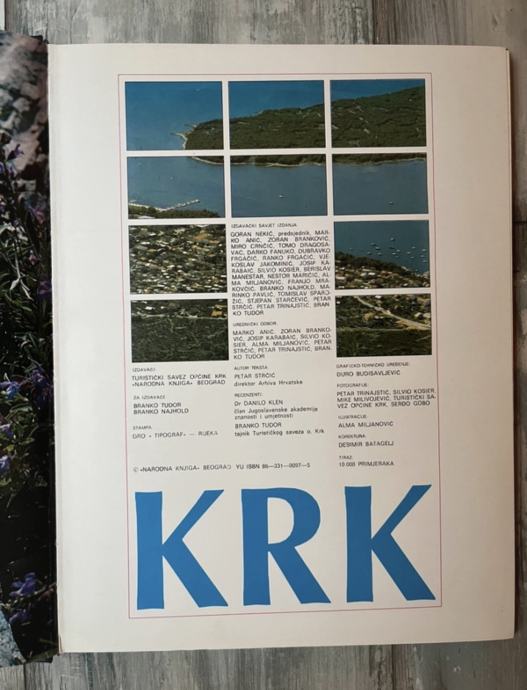 IZDAVAČKI SAVJET IZDANJA:
GORAN NEKIĆ, predsjednik, MAR-
KO ANIĆ, ZORAN BRANKOVIĆ,
MIRO CRNČIĆ, TOMO DRAGOSA-
VAC, DARKO FANUKO, DUBRAVKO
FRGAČIĆ, RANKO FRGAČIĆ, VJE-
KOSLAV JAKOMINIĆ, JOSIP KA-
RABAIĆ, SILVIO KOSIER, BERISLAV
MANESTAR, NESTOR MARIČIĆ, AL-
MA MILJANOVIĆ, FRANJO MRA-
KOVČIĆ, BRANKO NAJHOLD, MA-
RINKO PAVLIĆ, TOMISLAV SPARO-
ŽIĆ, STJEPAN STARČEVIĆ, PETAR
STRČIĆ, PETAR TRINAJSTIĆ, BRAN-
KO TUDOR
UREDNIČKI ODBOR:
MARKO ANIĆ, ZORAN BRANKO-
VIĆ, JOSIP KARABAIĆ, SILVIO KO-
SIER, ALMA MILJANOVIĆ, PETAR
STRČIĆ, PETAR TRINAJSTIĆ, BRAN-
KO TUDOR
IZDAVAČI:
TURISTIČKI SAVEZ OPĆINE KRK
»NARODNA KNJIGA« BEOGRAD
ZA IZDAVAČE
BRANKO TUDOR
BRANKO NAJHOLD
ŠTAMPA
GRO » TIPOGRAF« — RIJEKA
AUTOR TEKSTA:
PETAR STRČIĆ
direktor Arhiva Hrvatske
RECENZENTI:
Dr DANILO KLEN
član Jugoslavenske akademija
znanosti i umjetnosti
BRANKO TUDOR
tajnik Turističkog saveza o. Krk
GRAFIČKO-TEHNIČKO UREĐENJE:
ĐURO BUDISAVLJEVIĆ
FOTOGRAFIJE:
PETAR TRINAJSTIĆ, SILVIO KOSIER,
MIKE MILIVOJEVIĆ, TURISTIČKI SA-
VEZ OPĆINE KRK, SERĐO GOBO
ILUSTRACIJE:
ALMA MILJANOVIĆ
KOREKTURA
DESIMIR BATAGELJ
TIRAŽ:
10.000 PRIMJERAKA
© »NARODNA KNJIGA« BEOGRAD YU ISBN 86—331—0097—5
KRK